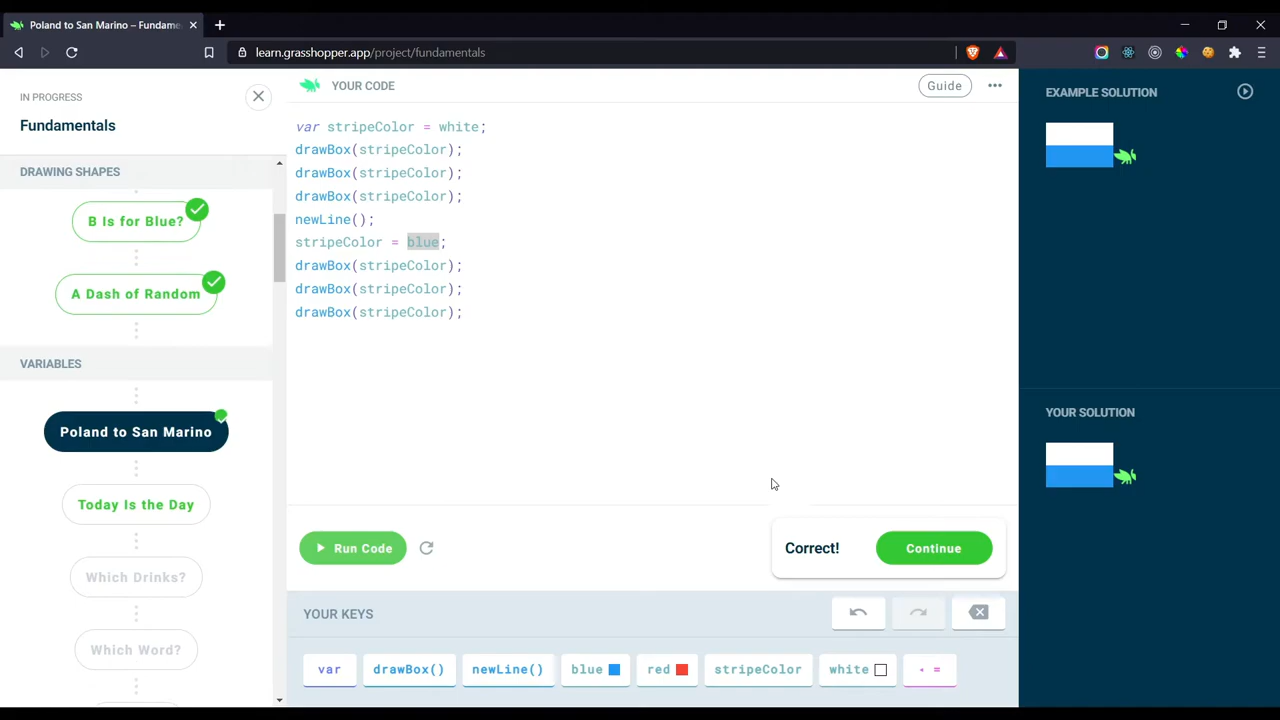 Poland to San Marino – Fundame
learn.grasshopper.app/project/fundamentals
IN PROGRESS
Fundamentals
DRAWING SHAPES
B Is for Blue?
A Dash of Random
VARIABLES
Poland to San Marino
Today Is the Day
Which Drinks?
Which Word?
YOUR CODE
Guide
var stripeColor = white;
drawBox(stripeColor);
drawBox(stripeColor);
drawBox(stripeColor);
newLine();
stripeColor = blue;
drawBox(stripeColor);
drawBox(stripeColor);
drawBox(stripeColor);
Run Code
Correct!
Continue
YOUR KEYS
var
drawBox()
newLine()
blue
red
stripeColor
white
=
EXAMPLE SOLUTION
YOUR SOLUTION